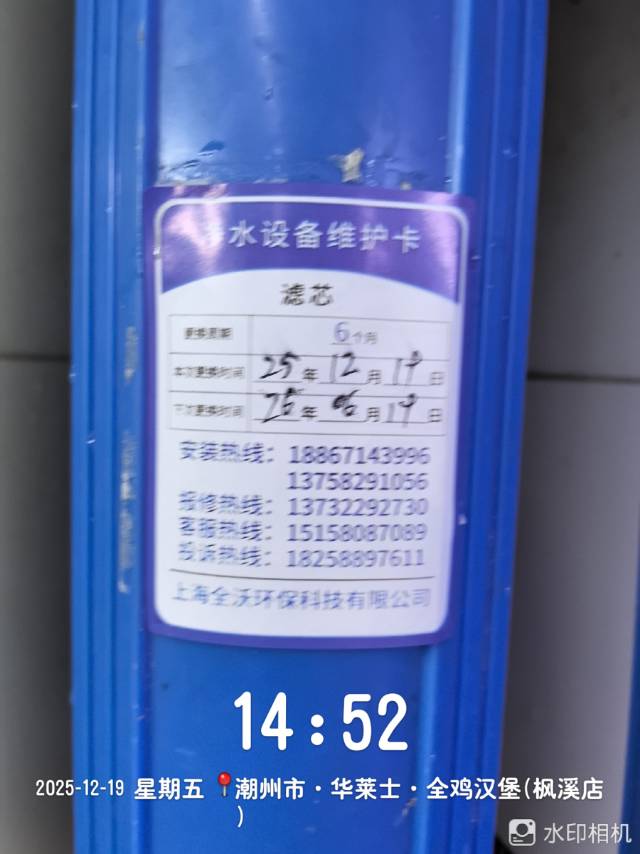 净水设备维护卡
滤芯
更换周期 6个月
本次更换时间 25年12月19日
下次更换时间 26年06月19日
安装热线：18867143996
13758291056
报修热线：13732292730
客服热线：15158087089
投诉热线：18258897611
上海全沃环保科技有限公司
14:52
2025-12-19 星期五 潮州市·华莱士·全鸡汉堡(枫溪店
)
水印相机